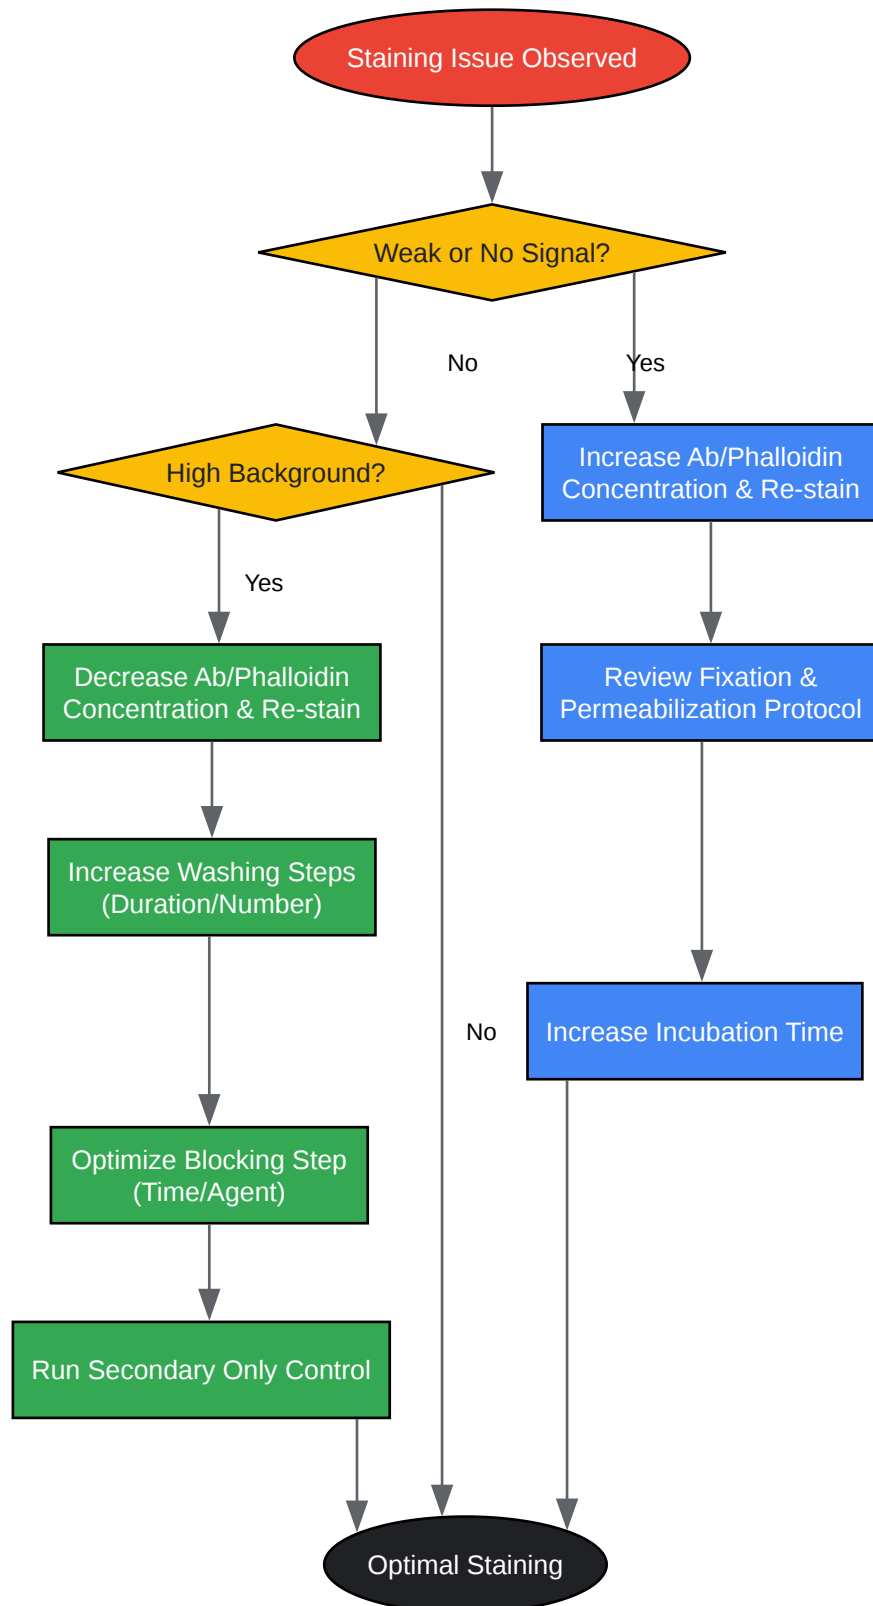 Staining Issue Observed
Weak or No Signal?
No
Yes
High Background?
Increase Ab/Phalloidin
Concentration & Re-stain
Yes
Decrease Ab/Phalloidin
Concentration & Re-stain
Review Fixation &
Permeabilization Protocol
Increase Washing Steps
(Duration/Number)
No
Increase Incubation Time
Optimize Blocking Step
(Time/Agent)
Run Secondary Only Control
Optimal Staining